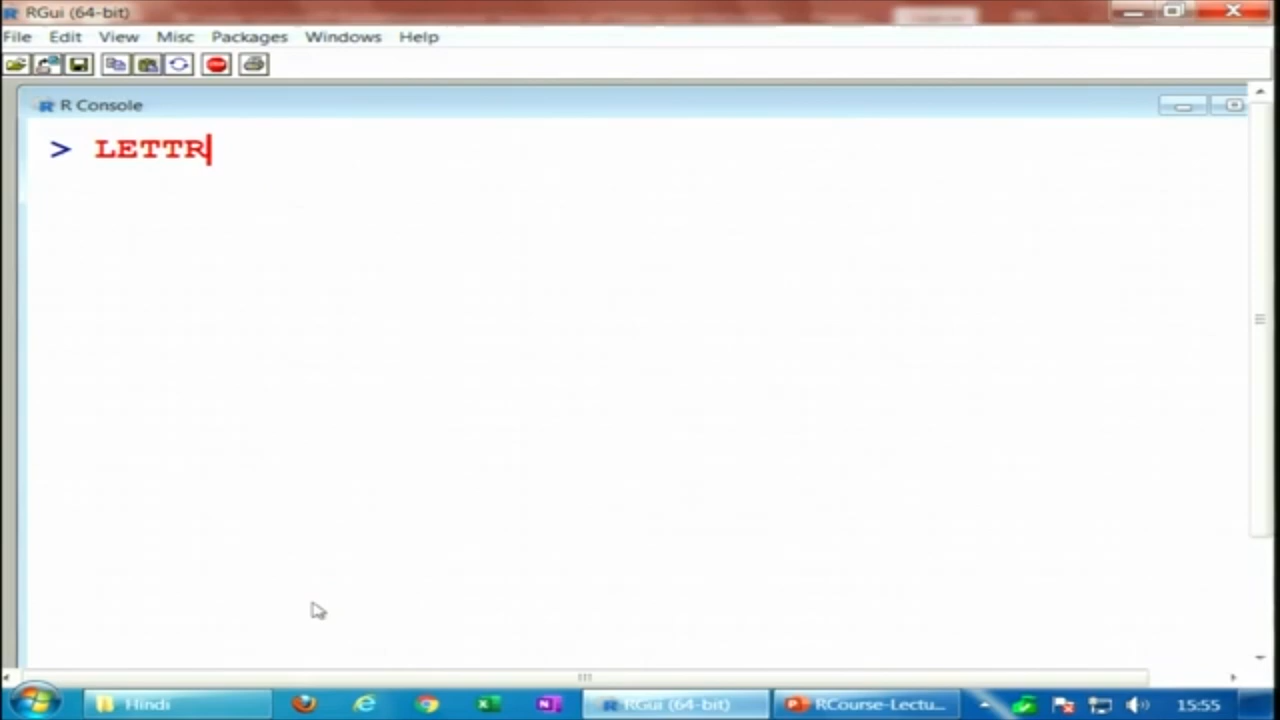 RGui (64-bit)
File Edit View Misc Packages Windows Help
STOP
R Console
> LETTR
Hindi
RGui (64-bit)
RCourse-Lectu...
15:55